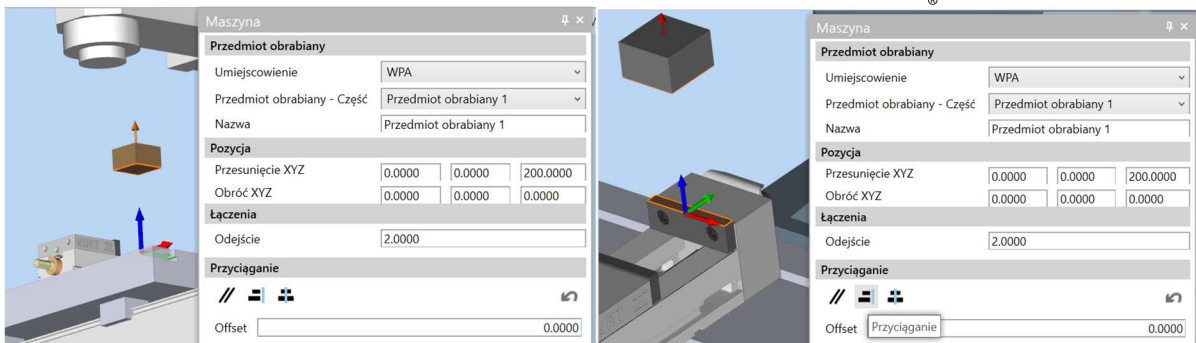 ®
Maszyna
Przedmiot obrabiany
Umiejscowienie WPA
Przedmiot obrabiany - Część Przedmiot obrabiany 1
Nazwa Przedmiot obrabiany 1
Pozycja
Przesunięcie XYZ 0.0000 0.0000 200.0000
Obróć XYZ 0.0000 0.0000 0.0000
Łączenia
Odejście 2.0000
Przyciąganie
Offset 0.0000
Maszyna
Przedmiot obrabiany
Umiejscowienie WPA
Przedmiot obrabiany - Część Przedmiot obrabiany 1
Nazwa Przedmiot obrabiany 1
Pozycja
Przesunięcie XYZ 0.0000 0.0000 200.0000
Obróć XYZ 0.0000 0.0000 0.0000
Łączenia
Odejście 2.0000
Przyciąganie
Offset Przyciąganie 0.0000